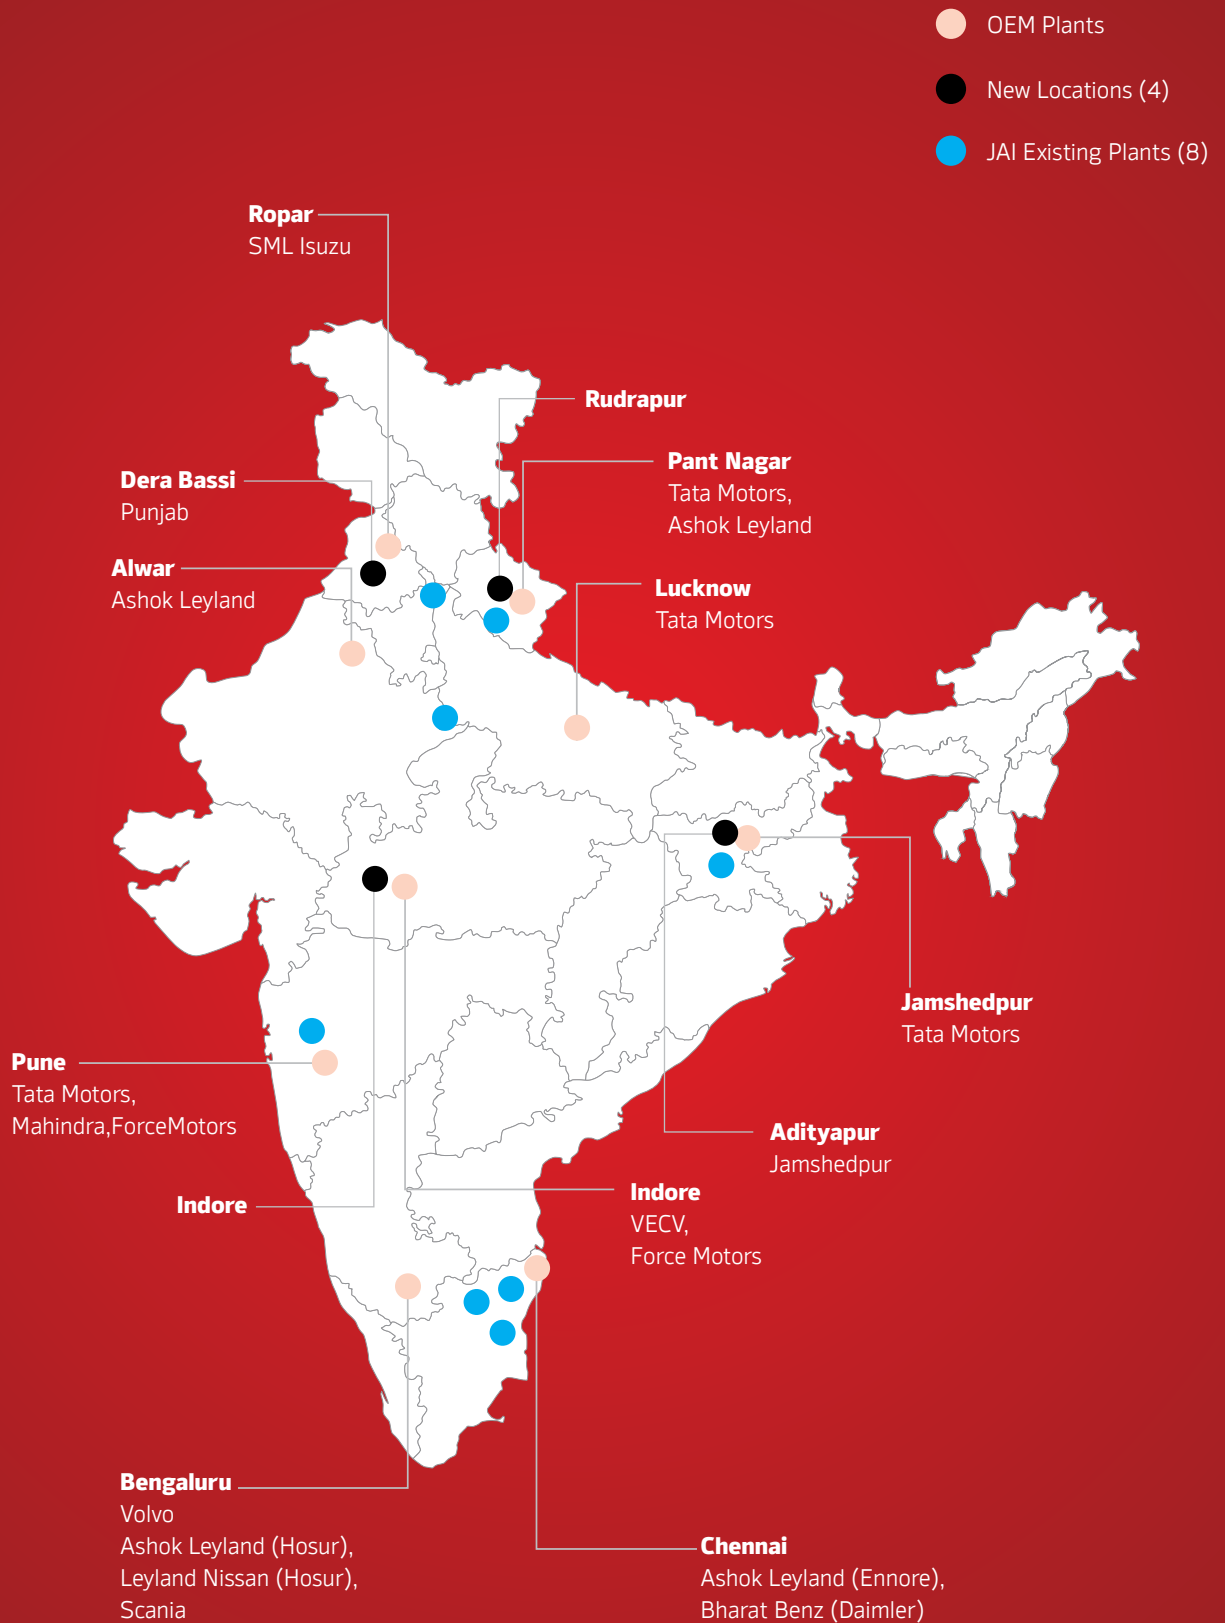 OEM Plants
New Locations (4)
JAI Existing Plants (8)
Ropar
SML Isuzu
Rudrapur
Pant Nagar
Tata Motors,
Ashok Leyland
Dera Bassi
Punjab
Alwar
Ashok Leyland
Lucknow
Tata Motors
Jamshedpur
Tata Motors
Pune
Tata Motors,
Mahindra,ForceMotors
Adityapur
Jamshedpur
Indore
Indore
VECV,
Force Motors
Bengaluru
Volvo
Ashok Leyland (Hosur),
Leyland Nissan (Hosur),
Scania
Chennai
Ashok Leyland (Ennore),
Bharat Benz (Daimler)